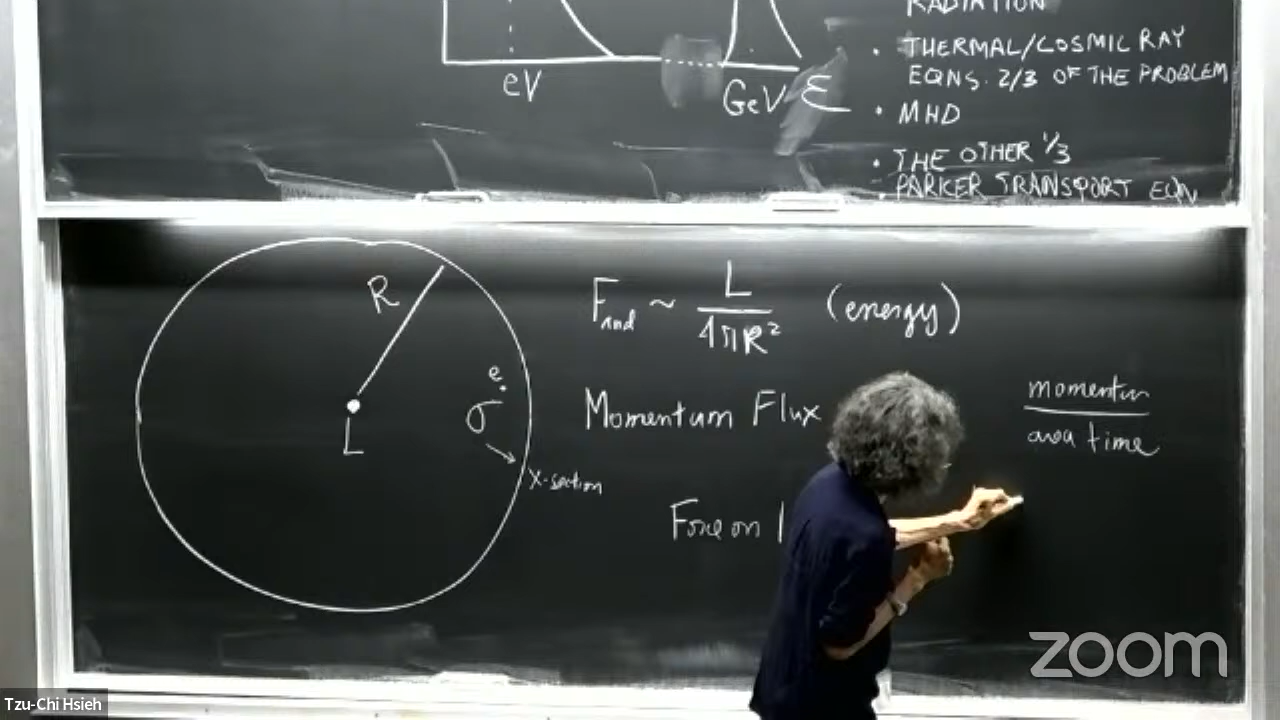 RADIATION
· THERMAL/COSMIC RAY
EQNS. 2/3 OF THE PROBLEM
· MHD
· THE OTHER 1/3
· PARKER TRANSPORT EQN
eV
GeV
ε
R
L
e
σ
x-section
F_rad ~ L / 4πR² (energy)
Momentum Flux
momentum
area time
Force on
zoom
Tzu-Chi Hsieh